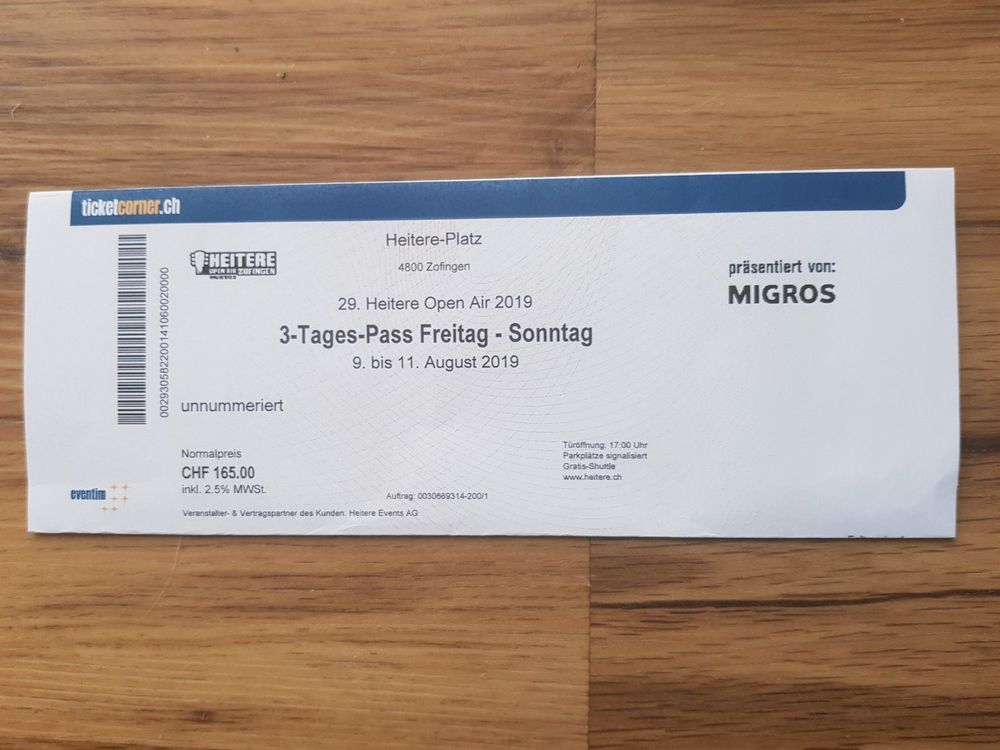 ticketcorner.ch
0029305822001410600200​00
HEITERE
OPEN AIR ZOFINGEN
Heitere-Platz
4800 Zofingen
29. Heitere Open Air 2019
3-Tages-Pass Freitag - Sonntag
9. bis 11. August 2019
präsentiert von:
MIGROS
unnummeriert
Normalpreis
CHF 165.00
inkl. 2.5% MWSt.
Türöffnung: 17:00 Uhr
Parkplätze signalisiert
Gratis-Shuttle
www.heitere.ch
eventim
Auftrag: 0030669314-200/1
Veranstalter- & Vertragspartner des Kunden: Heitere Events AG